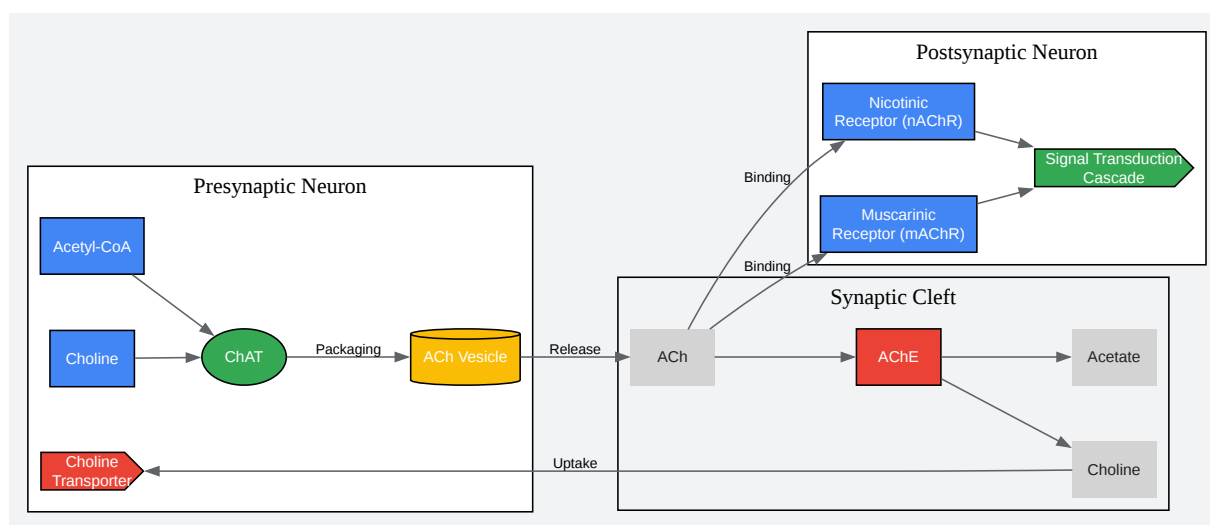 Postsynaptic Neuron
Nicotinic
Receptor (nAChR)
Signal Transduction
Cascade
Binding
Muscarinic
Receptor (mAChR)
Binding
Presynaptic Neuron
Acetyl-CoA
Choline
ChAT
Packaging
ACh Vesicle
Release
Choline
Transporter
Uptake
Synaptic Cleft
ACh
AChE
Acetate
Choline